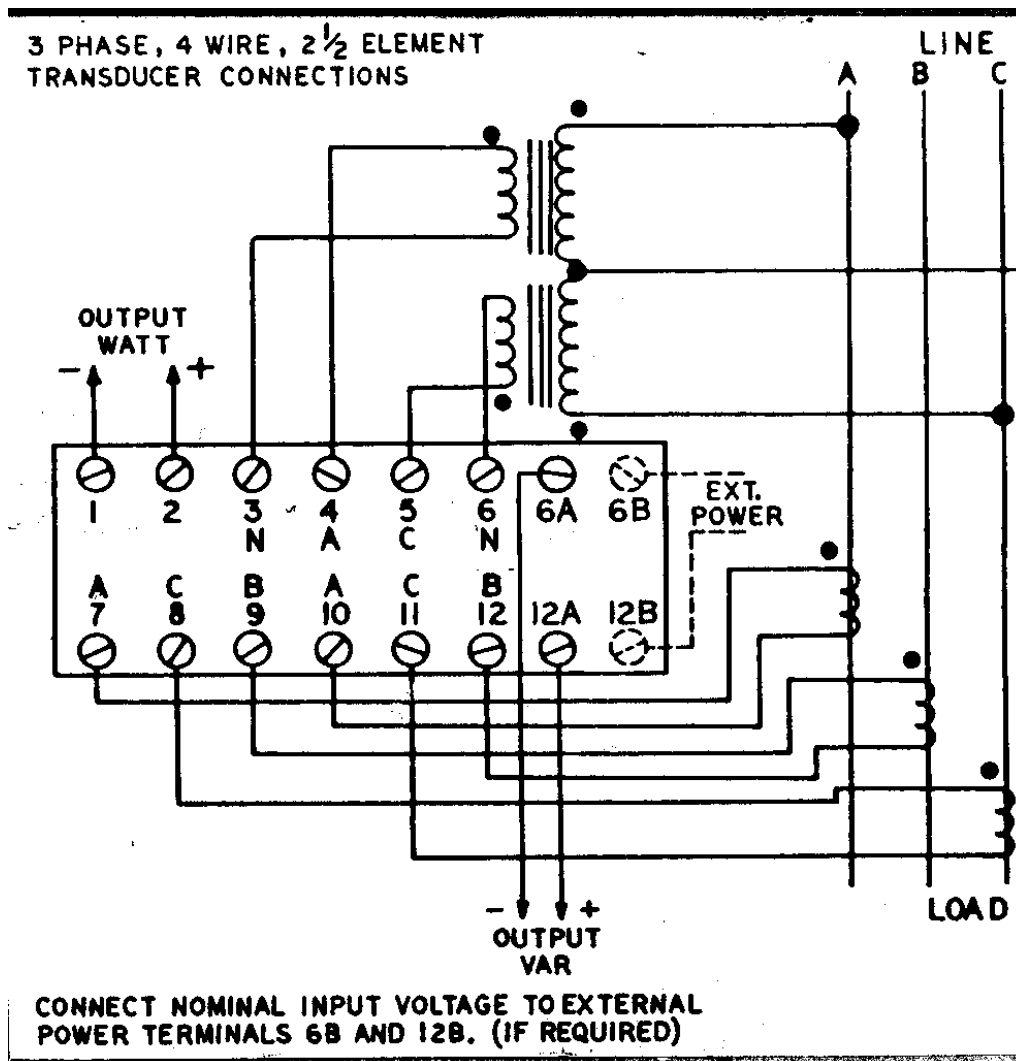 3 PHASE, 4 WIRE, 2 1/2 ELEMENT
TRANSDUCER CONNECTIONS
LINE
A B C
OUTPUT
WATT
- +
1 2 3 4 5 6 6A 6B
N A C N
EXT.
POWER
A C B A C B
7 8 9 10 11 12 12A 12B
- +
OUTPUT
VAR
LOAD
CONNECT NOMINAL INPUT VOLTAGE TO EXTERNAL
POWER TERMINALS 6B AND 12B. (IF REQUIRED)